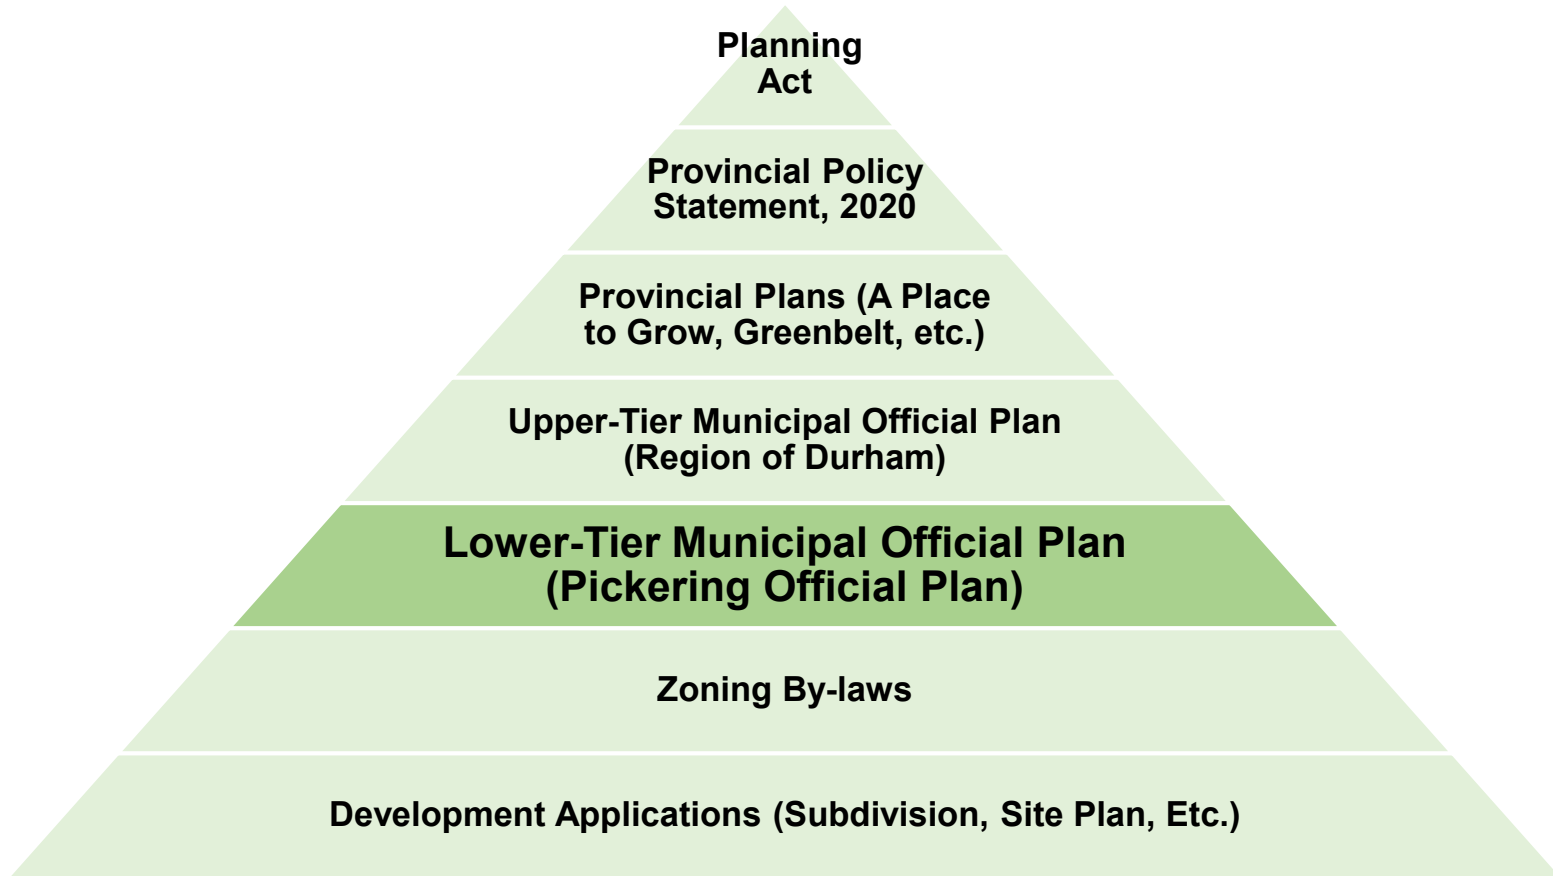 Planning
Act
Provincial Policy
Statement, 2020
Provincial Plans (A Place
to Grow, Greenbelt, etc.)
Upper-Tier Municipal Official Plan
(Region of Durham)
Lower-Tier Municipal Official Plan
(Pickering Official Plan)
Zoning By-laws
Development Applications (Subdivision, Site Plan, Etc.)